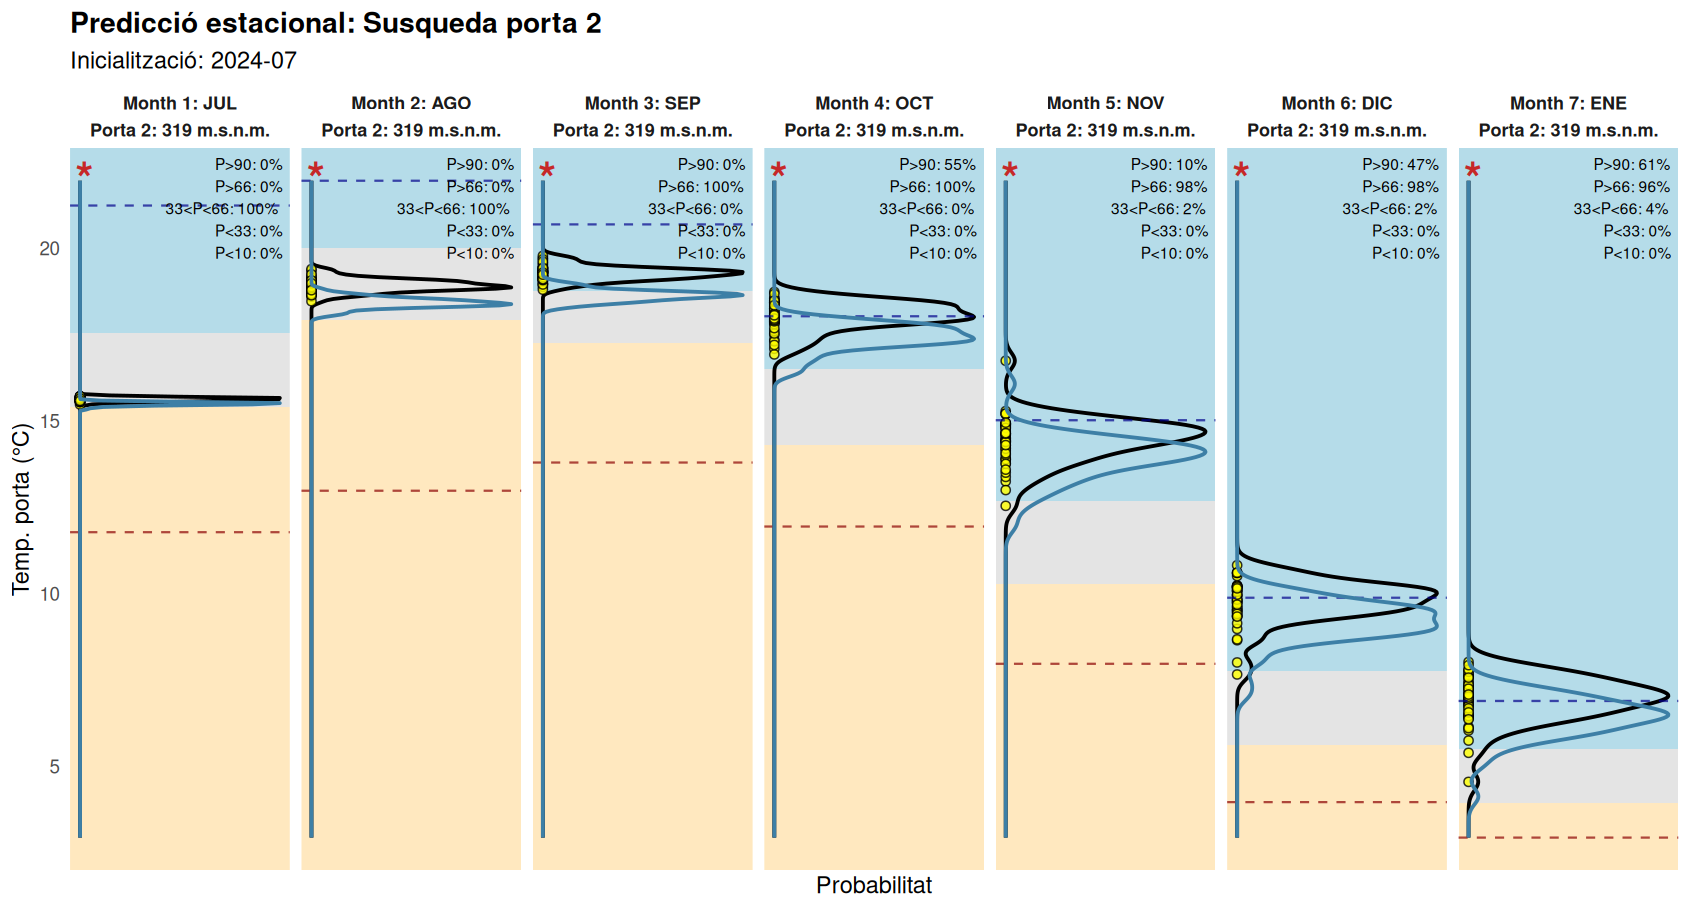 Predicció estacional: Susqueda porta 2
Inicialització: 2024-07
Month 1: JUL
Porta 2: 319 m.s.n.m.
Month 2: AGO
Porta 2: 319 m.s.n.m.
Month 3: SEP
Porta 2: 319 m.s.n.m.
Month 4: OCT
Porta 2: 319 m.s.n.m.
Month 5: NOV
Porta 2: 319 m.s.n.m.
Month 6: DIC
Porta 2: 319 m.s.n.m.
Month 7: ENE
Porta 2: 319 m.s.n.m.
*
P>90: 0%
P>66: 0%
33<P<66: 100%
P<33: 0%
P<10: 0%
*
P>90: 0%
P>66: 0%
33<P<66: 100%
P<33: 0%
P<10: 0%
*
P>90: 0%
P>66: 100%
33<P<66: 0%
P<33: 0%
P<10: 0%
*
P>90: 55%
P>66: 100%
33<P<66: 0%
P<33: 0%
P<10: 0%
*
P>90: 10%
P>66: 98%
33<P<66: 2%
P<33: 0%
P<10: 0%
*
P>90: 47%
P>66: 98%
33<P<66: 2%
P<33: 0%
P<10: 0%
*
P>90: 61%
P>66: 96%
33<P<66: 4%
P<33: 0%
P<10: 0%
20
15
10
5
Temp. porta (°C)
Probabilitat